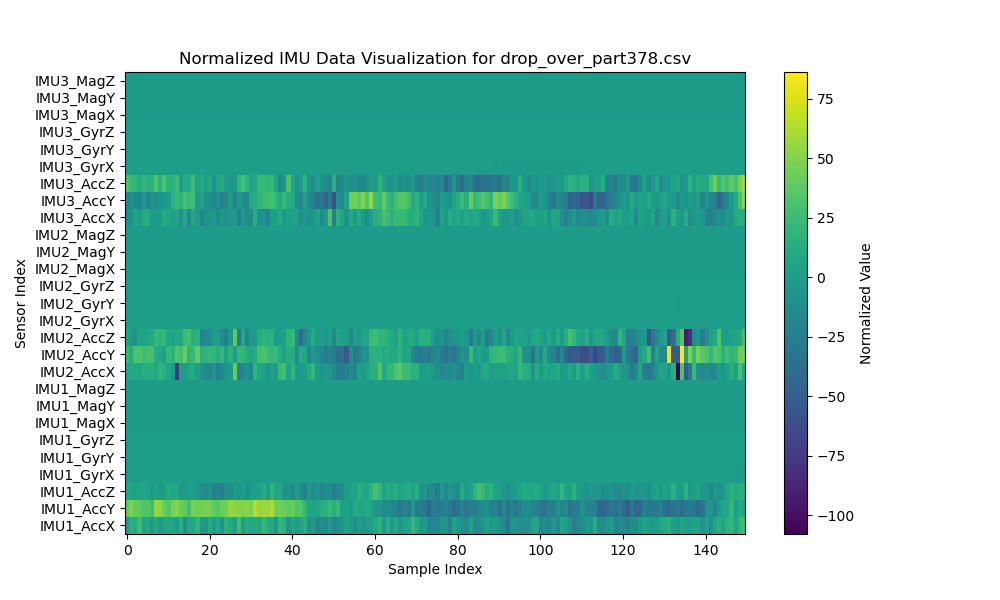 Normalized IMU Data Visualization for drop_over_part378.csv
IMU3_MagZ
IMU3_MagY
IMU3_MagX
IMU3_GyrZ
IMU3_GyrY
IMU3_GyrX
IMU3_AccZ
IMU3_AccY
IMU3_AccX
IMU2_MagZ
IMU2_MagY
IMU2_MagX
IMU2_GyrZ
IMU2_GyrY
IMU2_GyrX
IMU2_AccZ
IMU2_AccY
IMU2_AccX
IMU1_MagZ
IMU1_MagY
IMU1_MagX
IMU1_GyrZ
IMU1_GyrY
IMU1_GyrX
IMU1_AccZ
IMU1_AccY
IMU1_AccX
Sensor Index
0 20 40 60 80 100 120 140
Sample Index
75
50
25
0
−25
−50
−75
−100
Normalized Value